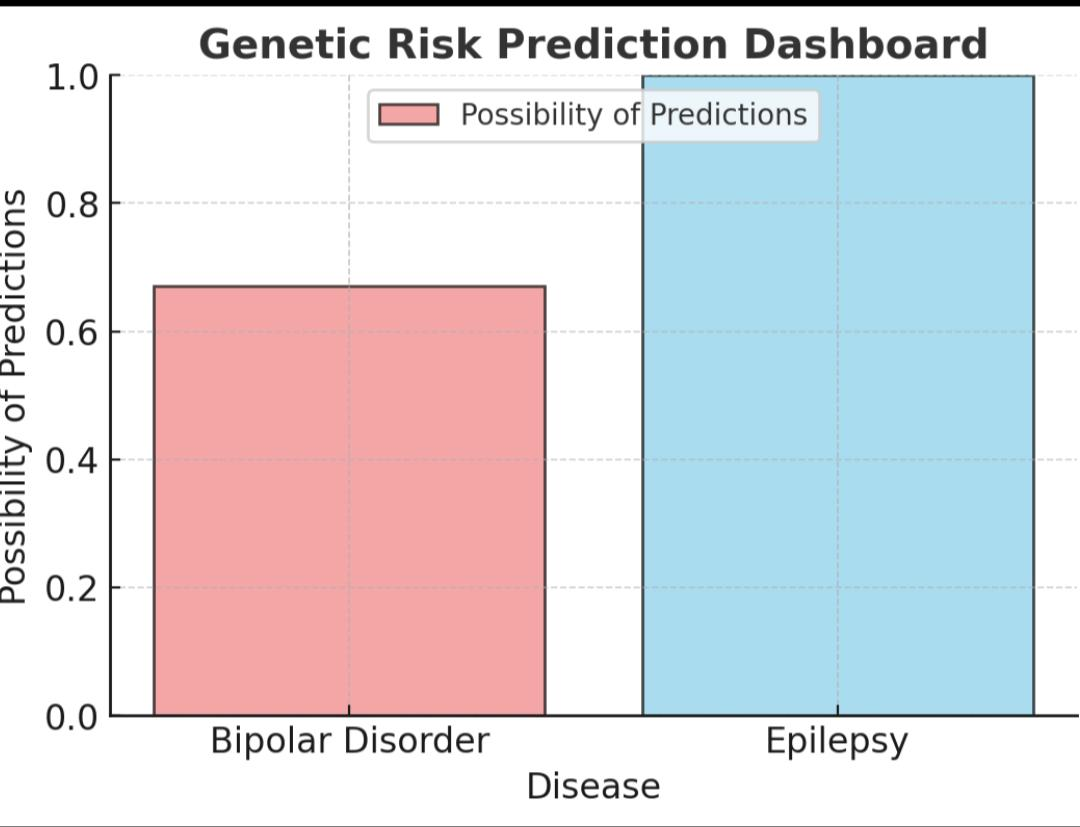 Genetic Risk Prediction Dashboard
Possibility of Predictions
Possibility of Predictions
1.0
0.8
0.6
0.4
0.2
0.0
Bipolar Disorder Epilepsy
Disease